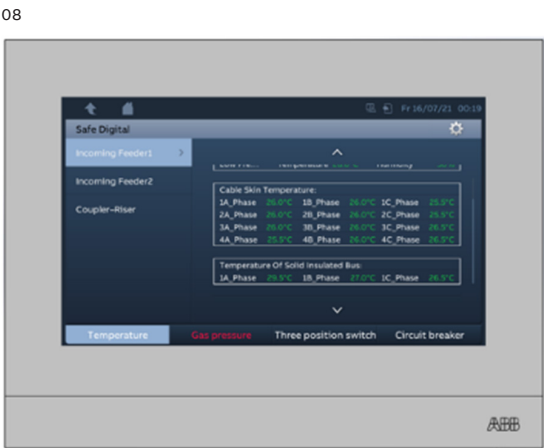 08
Fr 16/07/21 00:19
Safe Digital
Incoming Feeder1 >
Incoming Feeder2
Coupler-Riser
Cable Skin Temperature:
1A_Phase 26.0°C 1B_Phase 26.0°C 1C_Phase 25.5°C
2A_Phase 26.0°C 2B_Phase 26.0°C 2C_Phase 25.5°C
3A_Phase 26.0°C 3B_Phase 26.0°C 3C_Phase 26.5°C
4A_Phase 25.5°C 4B_Phase 26.0°C 4C_Phase 26.5°C
Temperature Of Solid Insulated Bus:
1A_Phase 29.5°C 1B_Phase 27.0°C 1C_Phase 26.5°C
Temperature Gas pressure Three position switch Circuit breaker
ABB